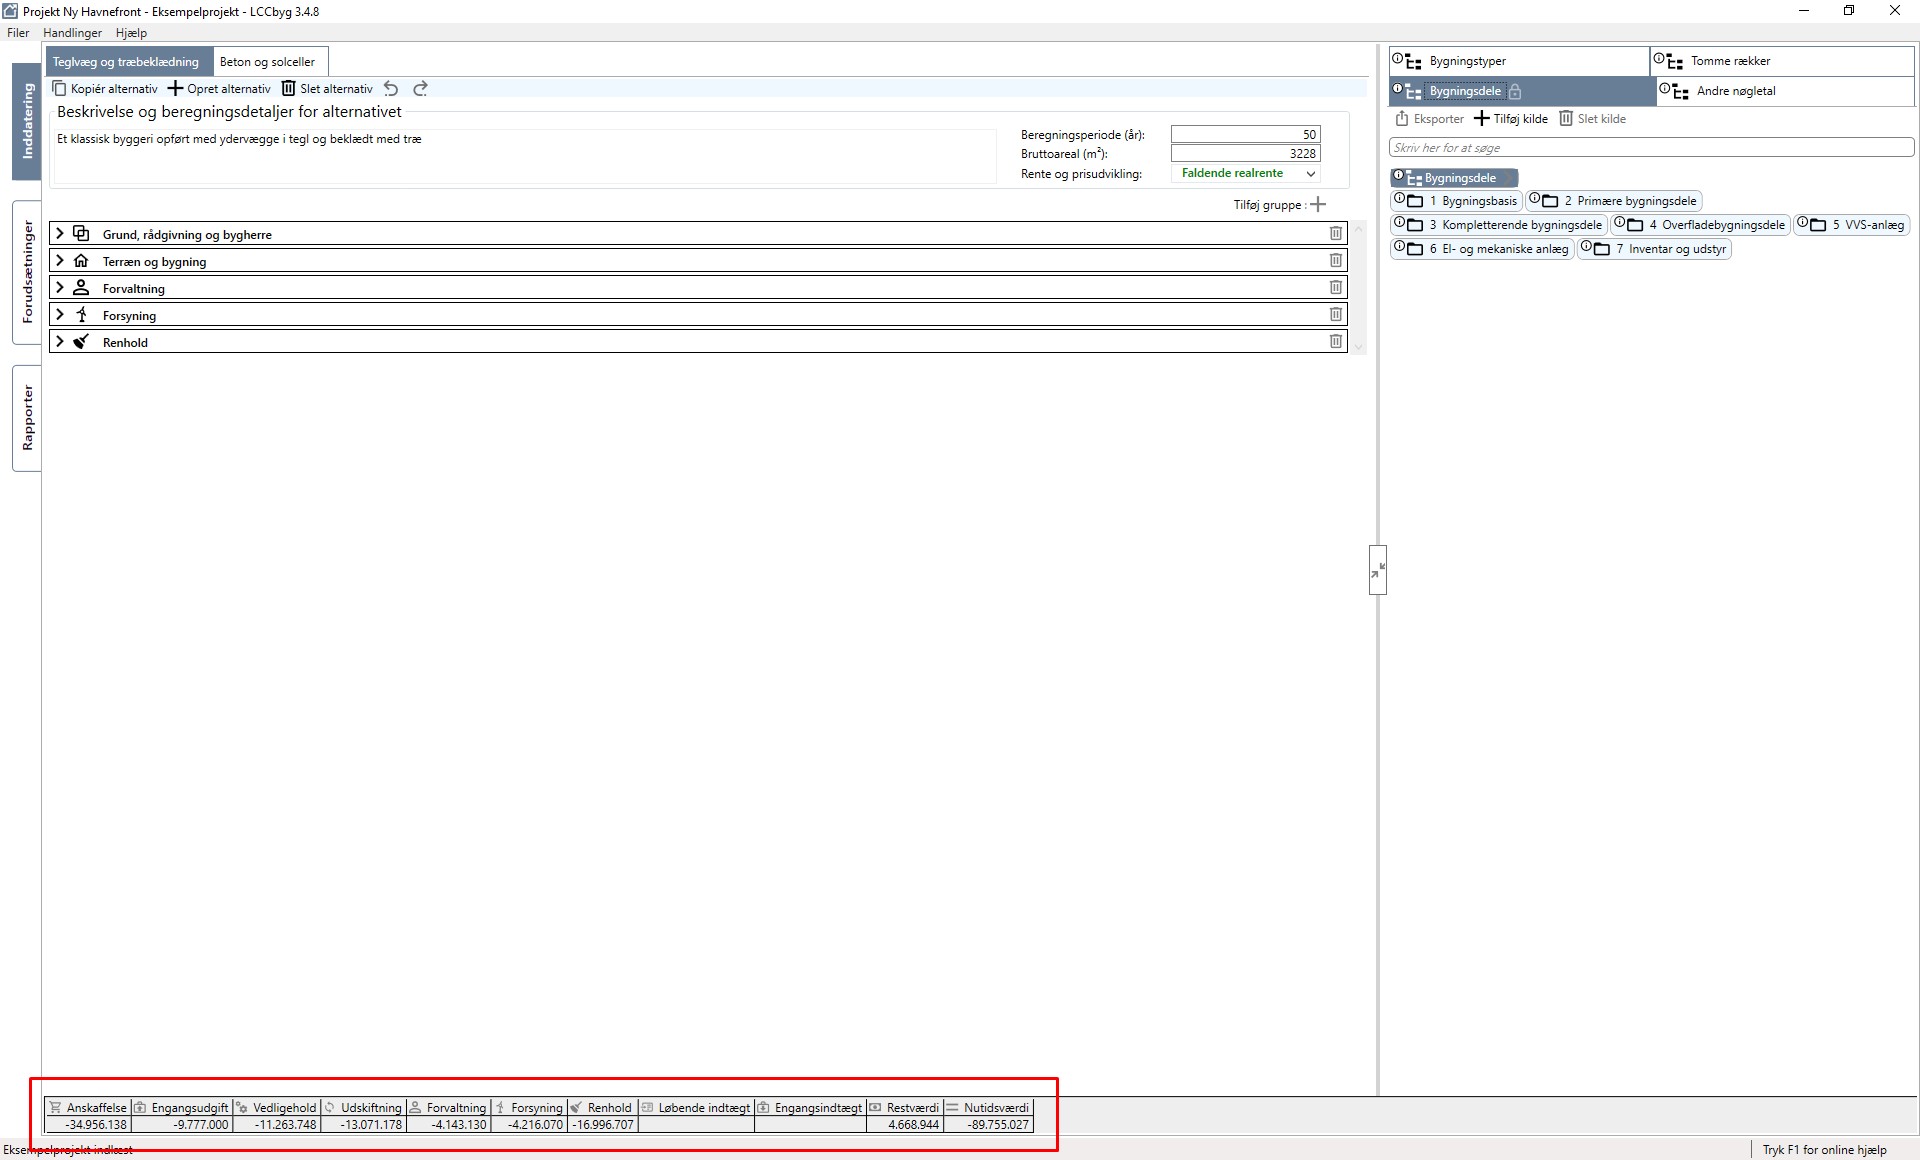 Projekt Ny Havnefront - Eksempelprojekt - LCCbyg 3.4.8
Filer Handlinger Hjælp
Inddatering
Forudsætninger
Rapporter
Teglvæg og træbeklædning Beton og solceller
Kopiér alternativ Opret alternativ Slet alternativ
Beskrivelse og beregningsdetaljer for alternativet
Et klassisk byggeri opført med ydervægge i tegl og beklædt med træ
Beregningsperiode (år): 50
Bruttoareal (m²): 3228
Rente og prisudvikling: Faldende realrente
Tilføj gruppe :
Grund, rådgivning og bygherre
Terræn og bygning
Forvaltning
Forsyning
Renhold
Bygningstyper Tomme rækker
Bygningsdele Andre nøgletal
Eksporter Tilføj kilde Slet kilde
Skriv her for at søge
Bygningsdele
1 Bygningsbasis 2 Primære bygningsdele
3 Kompletterende bygningsdele 4 Overfladebygningsdele 5 VVS-anlæg
6 El- og mekaniske anlæg 7 Inventar og udstyr
Anskaffelse Engangsudgift Vedligehold Udskiftning Forvaltning Forsyning Renhold Løbende indtægt Engangsindtægt Restværdi Nutidsværdi
-34.956.138 -9.777.000 -11.263.748 -13.071.178 -4.143.130 -4.216.070 -16.996.707 4.668.944 -89.755.027
Eksempelprojekt indlæst Tryk F1 for online hjælp